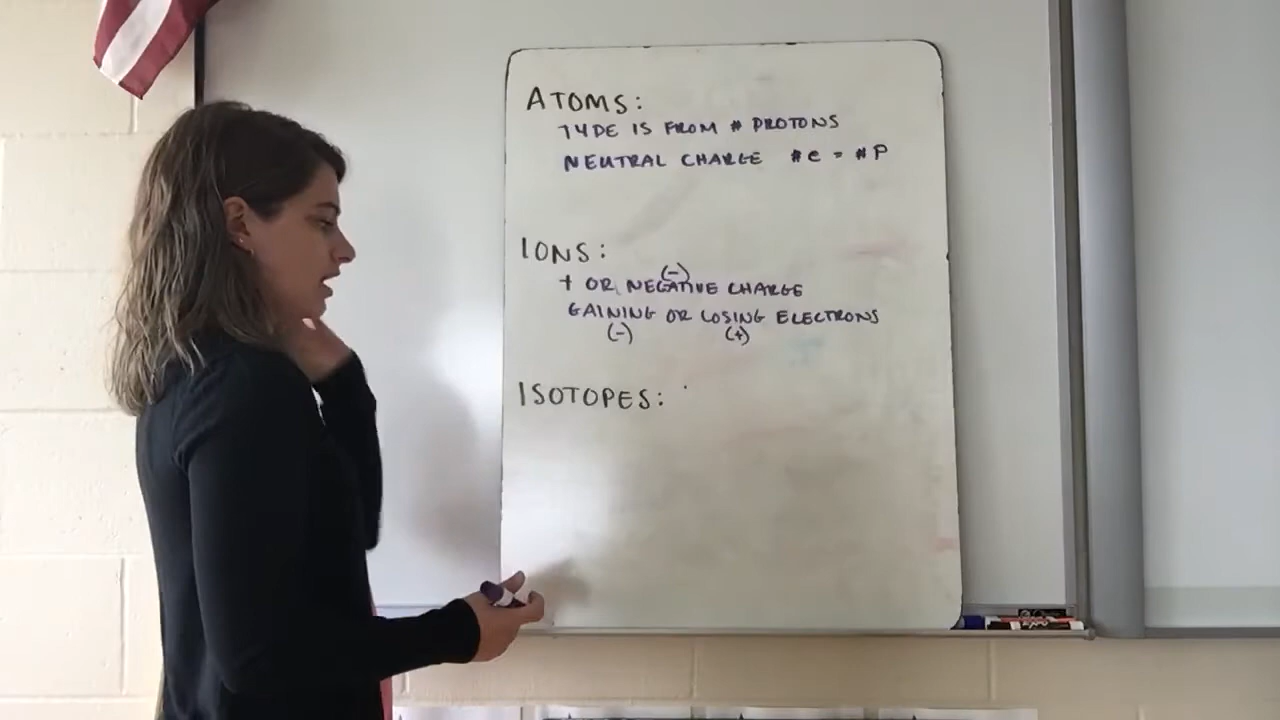 ATOMS:
TYPE IS FROM # PROTONS
NEUTRAL CHARGE #e = #P
IONS:
(-)
+ OR NEGATIVE CHARGE
GAINING OR LOSING ELECTRONS
(-) (+)
ISOTOPES: